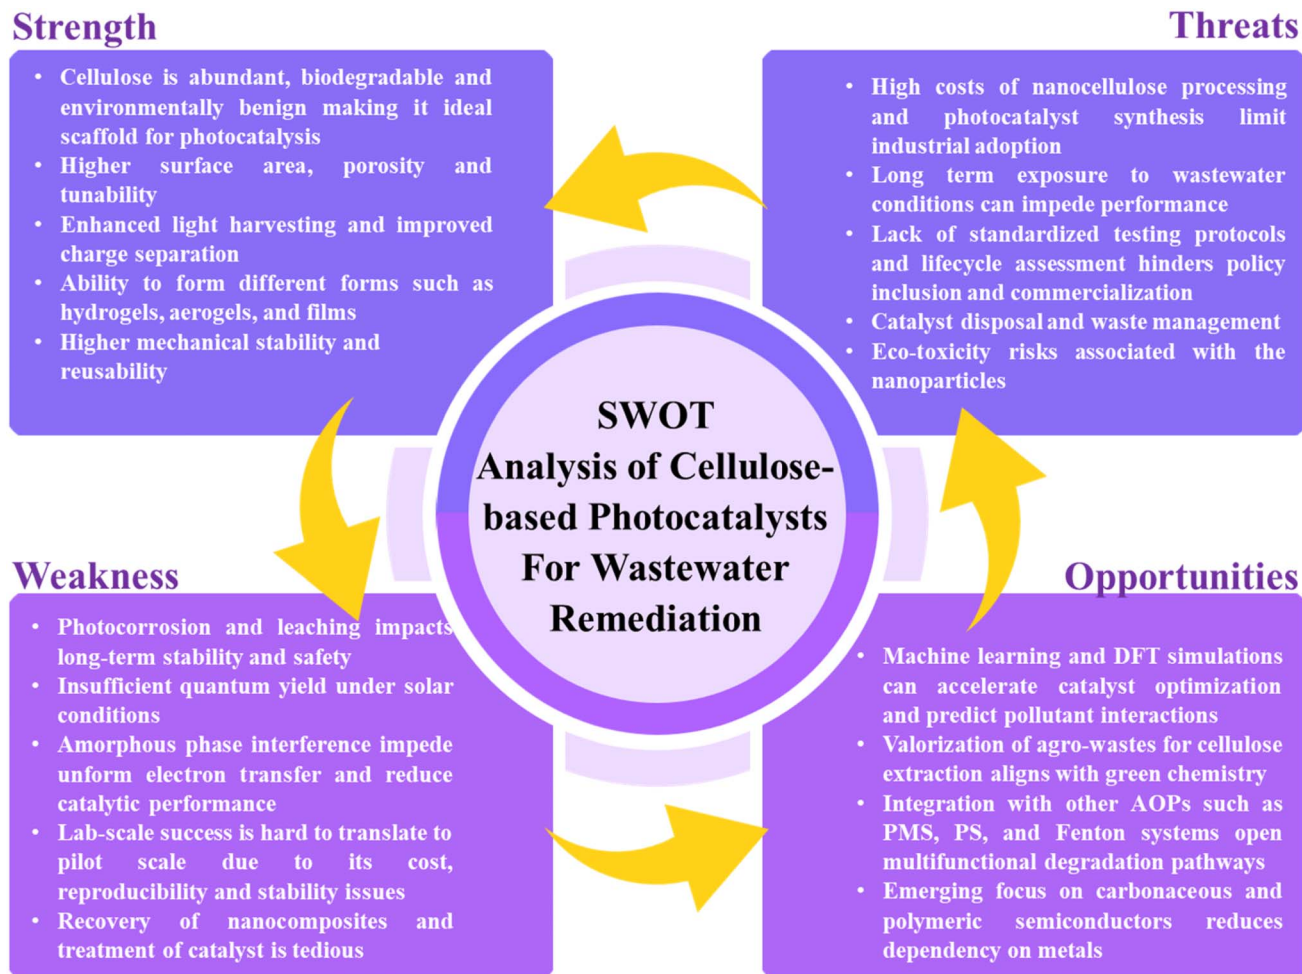 Strength
• Cellulose is abundant, biodegradable and
environmentally benign making it ideal
scaffold for photocatalysis
• Higher surface area, porosity and
tunability
• Enhanced light harvesting and improved
charge separation
• Ability to form different forms such as
hydrogels, aerogels, and films
• Higher mechanical stability and
reusability
Threats
• High costs of nanocellulose processing
and photocatalyst synthesis limit
industrial adoption
• Long term exposure to wastewater
conditions can impede performance
• Lack of standardized testing protocols
and lifecycle assessment hinders policy
inclusion and commercialization
• Catalyst disposal and waste management
• Eco-toxicity risks associated with the
nanoparticles
SWOT
Analysis of Cellulose-
based Photocatalysts
For Wastewater
Remediation
Weakness
• Photocorrosion and leaching impacts
long-term stability and safety
• Insufficient quantum yield under solar
conditions
• Amorphous phase interference impede
unform electron transfer and reduce
catalytic performance
• Lab-scale success is hard to translate to
pilot scale due to its cost,
reproducibility and stability issues
• Recovery of nanocomposites and
treatment of catalyst is tedious
Opportunities
• Machine learning and DFT simulations
can accelerate catalyst optimization
and predict pollutant interactions
• Valorization of agro-wastes for cellulose
extraction aligns with green chemistry
• Integration with other AOPs such as
PMS, PS, and Fenton systems open
multifunctional degradation pathways
• Emerging focus on carbonaceous and
polymeric semiconductors reduces
dependency on metals